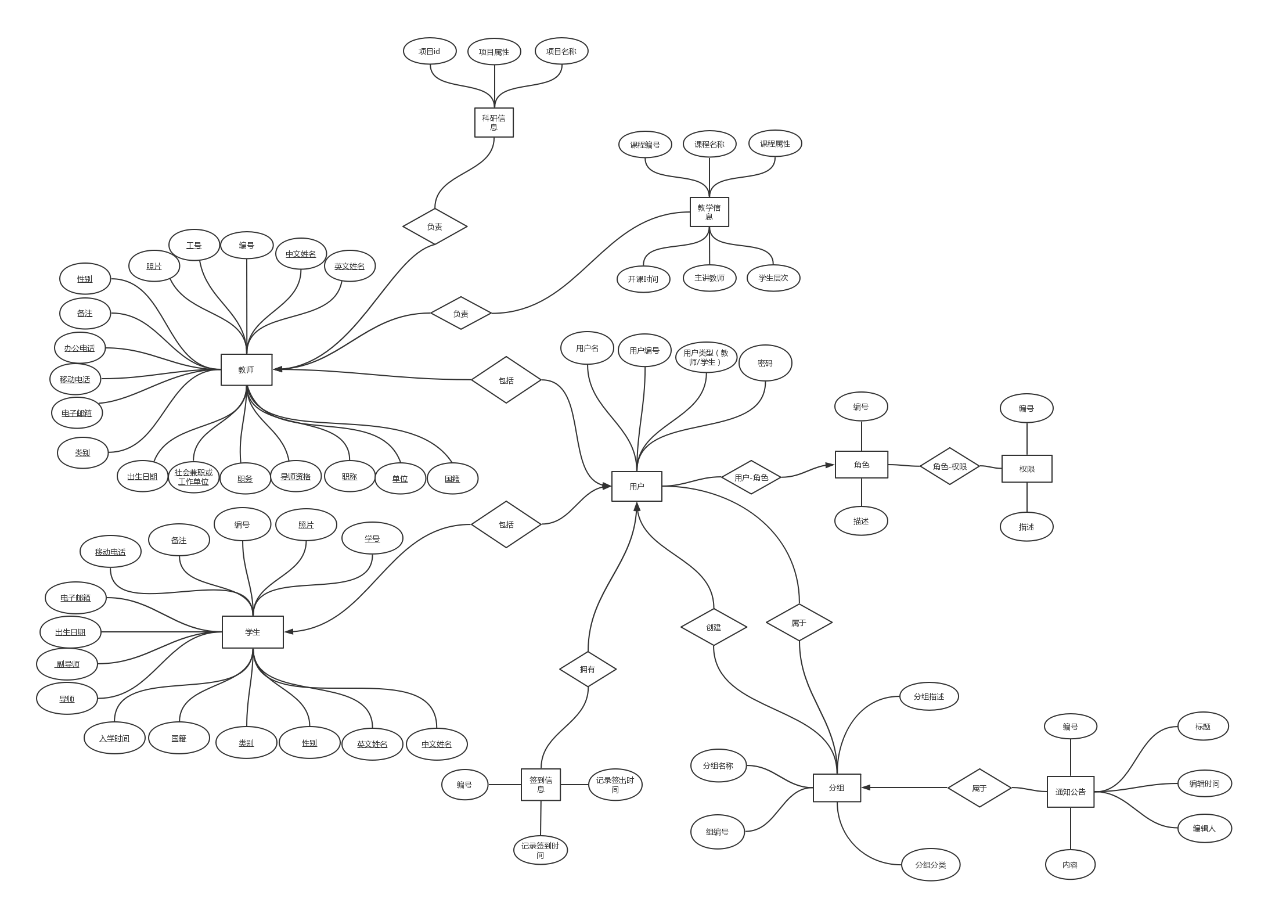 项目id
项目属性
项目名称
科研信
息
课程编号
课程名称
课程属性
教学信
息
开课时间
主讲教师
学生层次
负责
负责
照片
工号
编号
中文姓名
英文姓名
性别
备注
办公电话
移动电话
电子邮箱
类别
教师
出生日期
社会兼职或
工作单位
职务
导师资格
职称
单位
国籍
包括
用户名
用户编号
用户类型（教
师/学生）
密码
用户
用户-角色
编号
角色
描述
角色-权限
编号
权限
描述
包括
移动电话
备注
编号
照片
学号
电子邮箱
出生日期
副导师
导师
学生
入学时间
国籍
类别
性别
英文姓名
中文姓名
拥有
创建
属于
编号
签到信
息
记录签出时
间
记录签到时
间
分组描述
分组名称
组编号
分组
分组分类
属于
编号
通知公告
标题
编辑时间
编辑人
内容